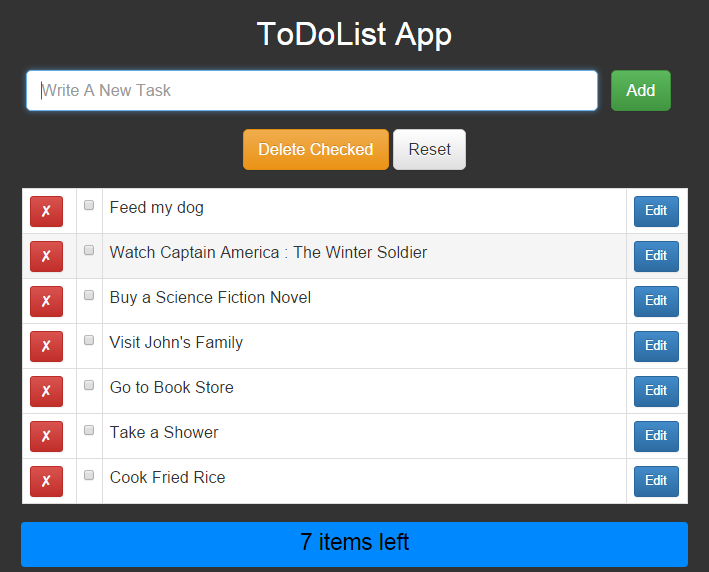 ToDoList App
Write A New Task Add
Delete Checked Reset
✗ Feed my dog Edit
✗ Watch Captain America : The Winter Soldier Edit
✗ Buy a Science Fiction Novel Edit
✗ Visit John's Family Edit
✗ Go to Book Store Edit
✗ Take a Shower Edit
✗ Cook Fried Rice Edit
7 items left